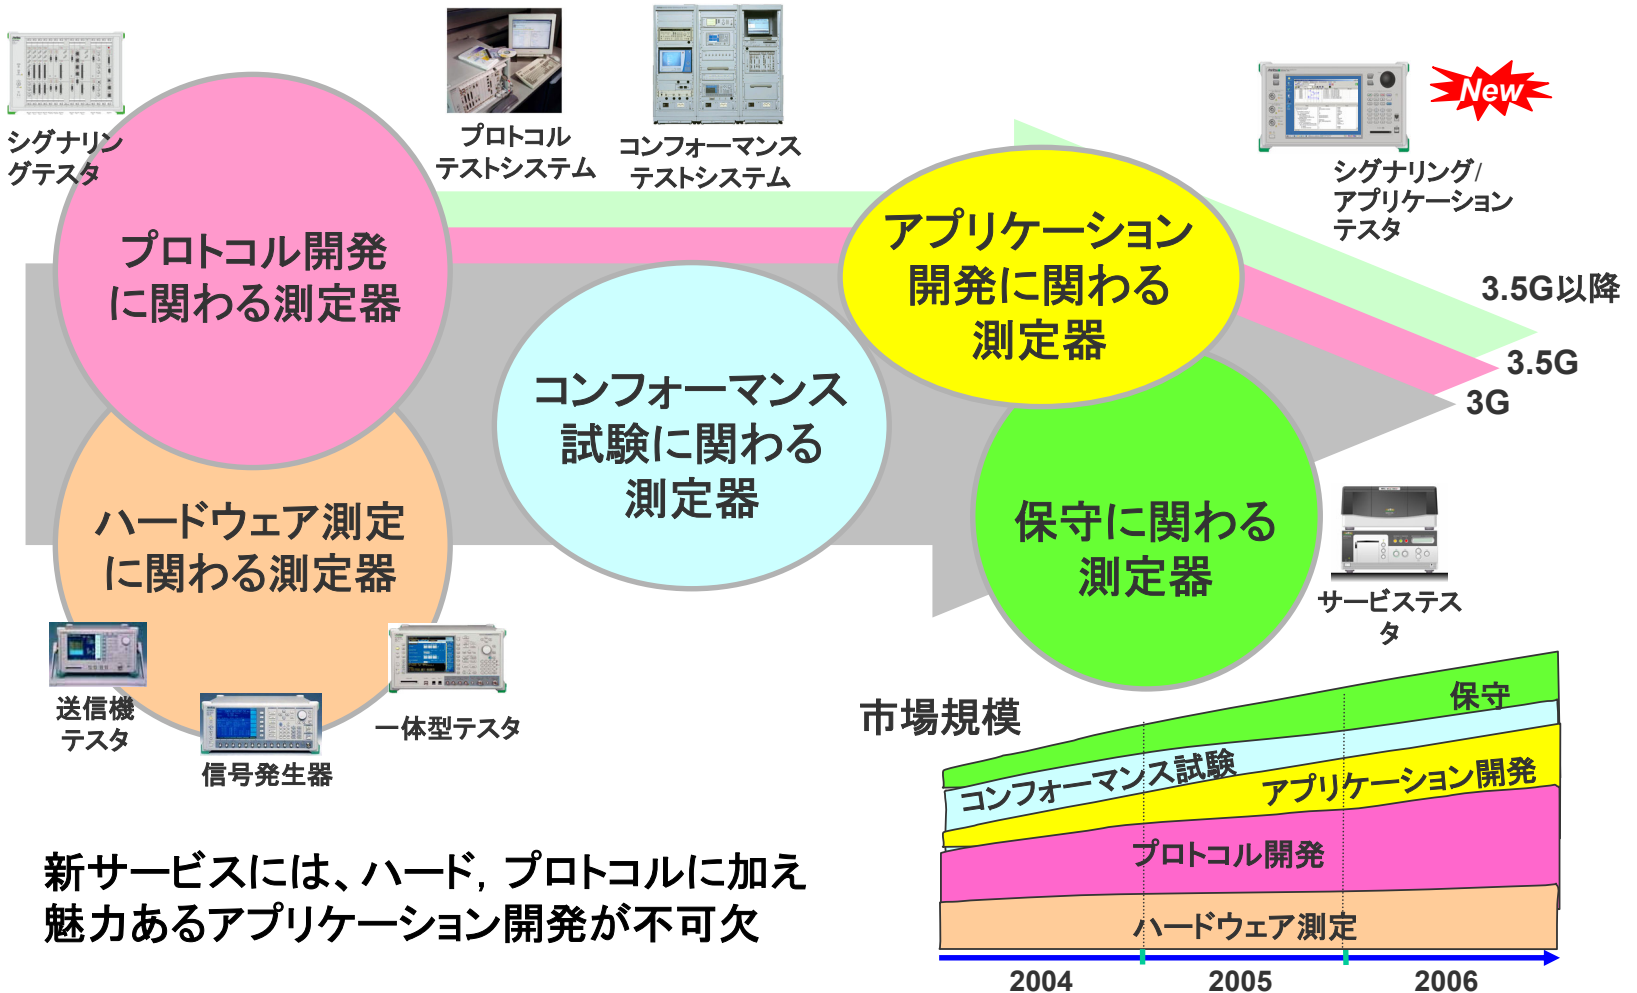 シグナリン
グテスタ
プロトコル
テストシステム
コンフォーマンス
テストシステム
New
シグナリング/
アプリケーション
テスタ
プロトコル開発
に関わる測定器
アプリケーション
開発に関わる
測定器
3.5G以降
3.5G
3G
コンフォーマンス
試験に関わる
測定器
ハードウェア測定
に関わる測定器
保守に関わる
測定器
サービステス
タ
送信機
テスタ
信号発生器
一体型テスタ
市場規模
保守
コンフォーマンス試験
アプリケーション開発
プロトコル開発
ハードウェア測定
2004
2005
2006
新サービスには、ハード, プロトコルに加え
魅力あるアプリケーション開発が不可欠